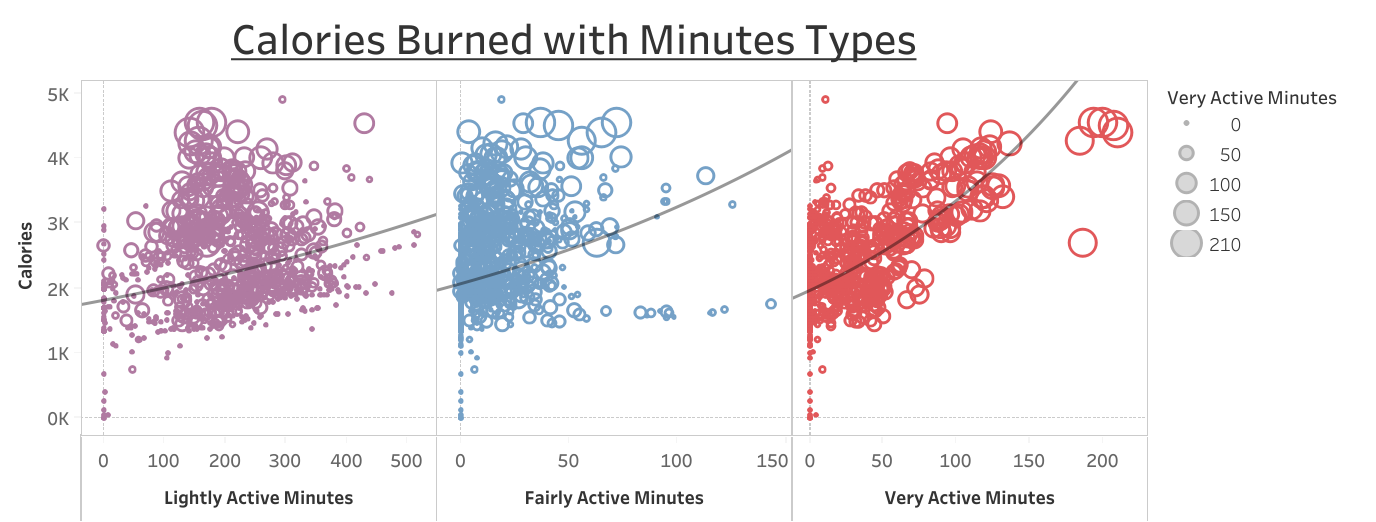 Calories Burned with Minutes Types
5K
4K
3K
2K
1K
0K
Calories
0 100 200 300 400 500
0 50 100 150
0 50 100 150 200
Lightly Active Minutes
Fairly Active Minutes
Very Active Minutes
Very Active Minutes
0
50
100
150
210